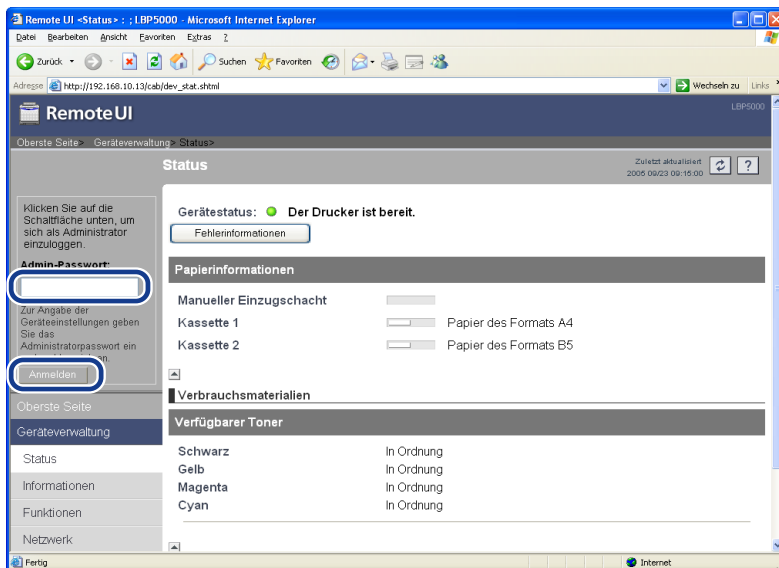 Remote UI <Status> : ; LBP5000 - Microsoft Internet Explorer
Datei Bearbeiten Ansicht Favoriten Extras ?
Zurück Suchen Favoriten
Adresse http://192.168.10.13/cab/dev_stat.shtml Wechseln zu Links
Remote UI LBP5000
Oberste Seite> Geräteverwaltung> Status>
Status Zuletzt aktualisiert
2006 09/23 09:16:00 ?
Klicken Sie auf die
Schaltfläche unten, um
sich als Administrator
einzuloggen.
Admin-Passwort:
Zur Angabe der
Geräteeinstellungen geben
Sie das
Administratorpasswort ein
Anmelden
Oberste Seite
Geräteverwaltung
Status
Informationen
Funktionen
Netzwerk
Gerätestatus: Der Drucker ist bereit.
Fehlerinformationen
Papierinformationen
Manueller Einzugschacht
Kassette 1 Papier des Formats A4
Kassette 2 Papier des Formats B5
Verbrauchsmaterialien
Verfügbarer Toner
Schwarz In Ordnung
Gelb In Ordnung
Magenta In Ordnung
Cyan In Ordnung
Fertig Internet